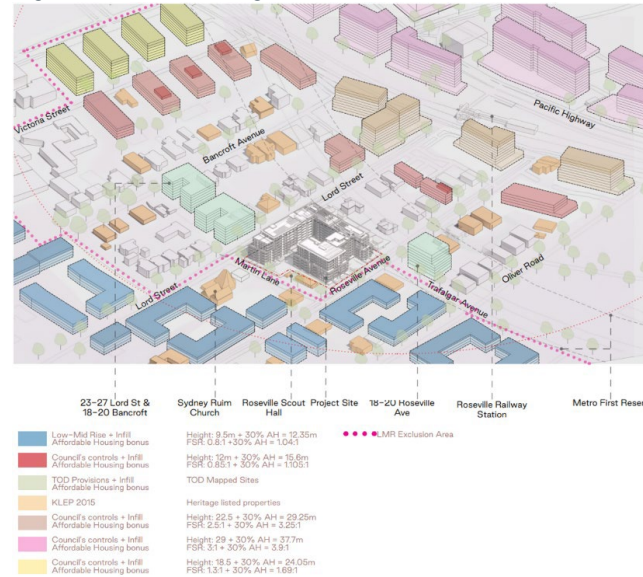 Victoria Street
Bancroft Avenue
Pacific Highway
Lord Street
Martin Lane
Roseville Avenue
Oliver Road
Trafalgar Avenue
Lord Street
23-27 Lord St &
18-20 Bancroft
Sydney Ruim
Church
Roseville Scout
Hall
Project Site
18-20 Roseville
Ave
Roseville Railway
Station
Metro First Reser
Low-Mid Rise + Infill
Affordable Housing bonus
Height: 9.5m + 30% AH = 12.35m
FSR: 0.8:1 +30% AH = 1.04:1
LMR Exclusion Area
Council's controls + Infill
Affordable Housing bonus
Height: 12m + 30% AH = 15.6m
FSR: 0.85:1 + 30% AH = 1.105:1
TOD Provisions + Infill
Affordable Housing bonus
TOD Mapped Sites
KLEP 2015
Heritage listed properties
Council's controls + Infill
Affordable Housing bonus
Height: 22.5 + 30% AH = 29.25m
FSR: 2.5:1 + 30% AH = 3.25:1
Council's controls + Infill
Affordable Housing bonus
Height: 29 + 30% AH = 37.7m
FSR: 3:1 + 30% AH = 3.9:1
Council's controls + Infill
Affordable Housing bonus
Height: 18.5 + 30% AH = 24.05m
FSR: 1.3:1 + 30% AH = 1.69:1